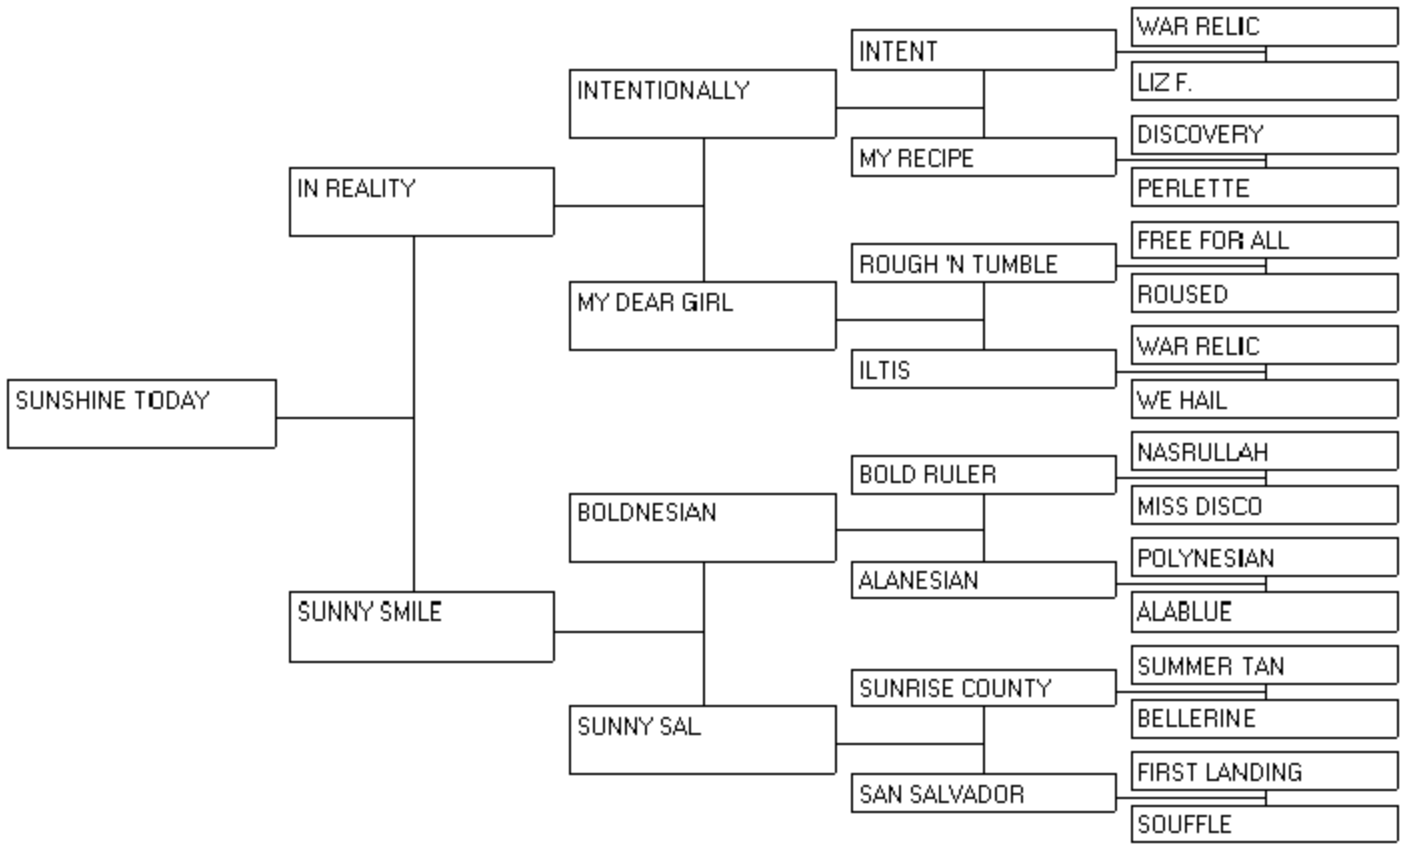 WAR RELIC
INTENT
LIZ F.
INTENTIONALLY
DISCOVERY
MY RECIPE
PERLETTE
IN REALITY
FREE FOR ALL
ROUGH 'N TUMBLE
ROUSED
MY DEAR GIRL
WAR RELIC
ILTIS
WE HAIL
SUNSHINE TODAY
NASRULLAH
BOLD RULER
MISS DISCO
BOLDNESIAN
POLYNESIAN
ALANESIAN
ALABLUE
SUNNY SMILE
SUMMER TAN
SUNRISE COUNTY
BELLERINE
SUNNY SAL
FIRST LANDING
SAN SALVADOR
SOUFFLE